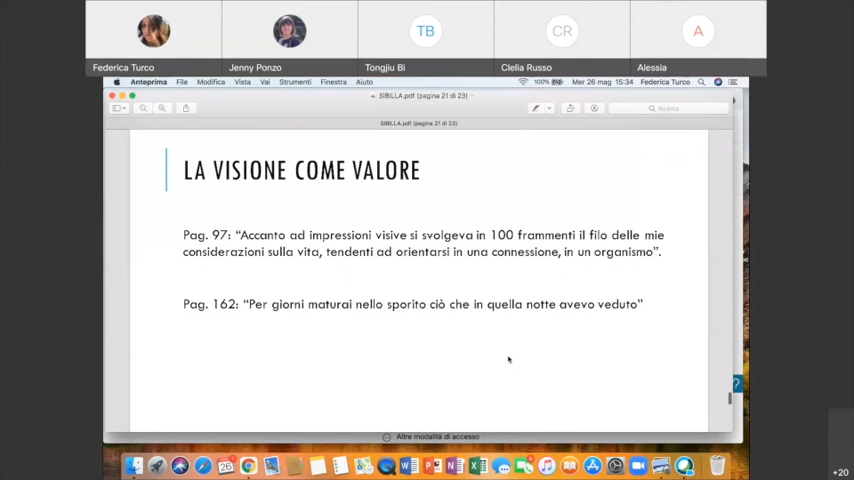 TB
CR
A
Federica Turco
Jenny Ponzo
Tongjiu Bi
Clelia Russo
Alessia
Anteprima File Modifica Vista Vai Strumenti Finestra Aiuto 100% Mer 26 mag 15:34 Federica Turco
SIBILLA.pdf (pagina 21 di 23)
Ricerca
SIBILLA.pdf (pagina 21 di 23)
LA VISIONE COME VALORE
Pag. 97: “Accanto ad impressioni visive si svolgeva in 100 frammenti il filo delle mie
considerazioni sulla vita, tendenti ad orientarsi in una connessione, in un organismo”.
Pag. 162: “Per giorni maturai nello sporito ciò che in quella notte avevo veduto”
?
Altre modalità di accesso
26
+20